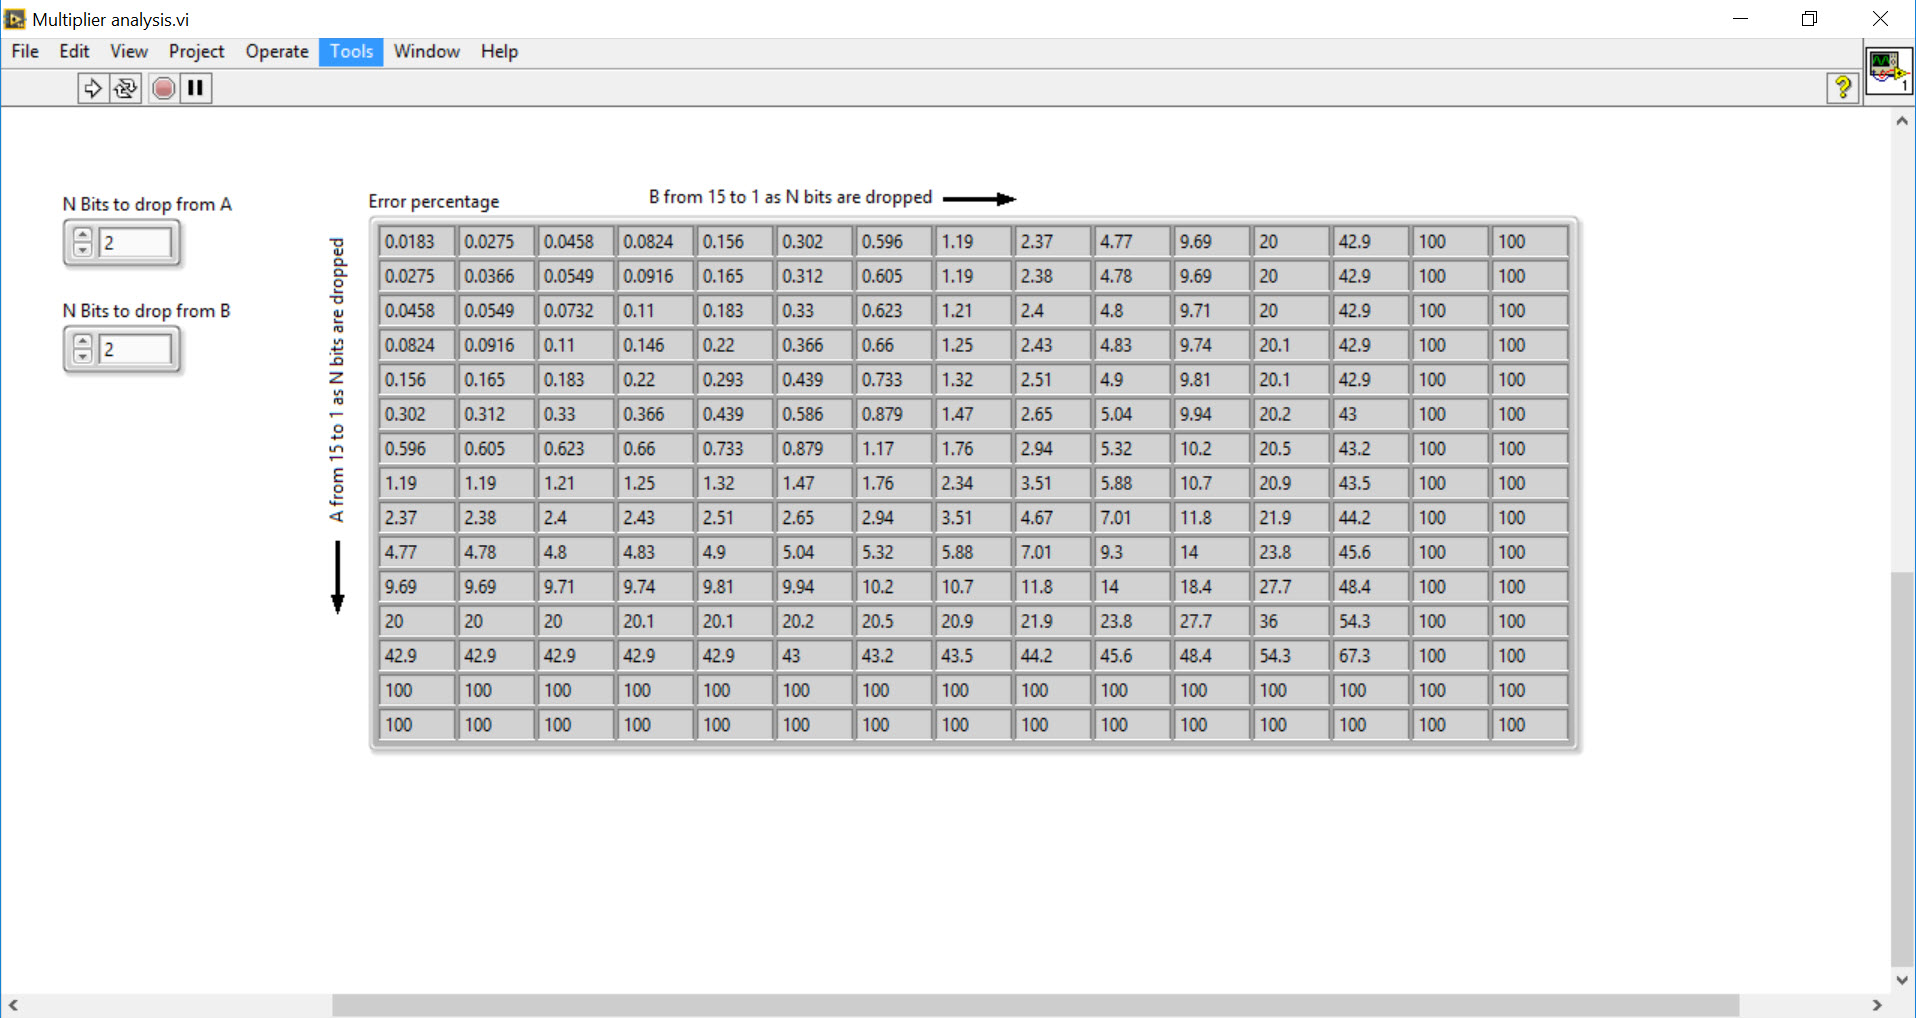 Multiplier analysis.vi
File Edit View Project Operate Tools Window Help
?
1
N Bits to drop from A
2
N Bits to drop from B
2
Error percentage
B from 15 to 1 as N bits are dropped
A from 15 to 1 as N bits are dropped
0.0183 0.0275 0.0458 0.0824 0.156 0.302 0.596 1.19 2.37 4.77 9.69 20 42.9 100 100
0.0275 0.0366 0.0549 0.0916 0.165 0.312 0.605 1.19 2.38 4.78 9.69 20 42.9 100 100
0.0458 0.0549 0.0732 0.11 0.183 0.33 0.623 1.21 2.4 4.8 9.71 20 42.9 100 100
0.0824 0.0916 0.11 0.146 0.22 0.366 0.66 1.25 2.43 4.83 9.74 20.1 42.9 100 100
0.156 0.165 0.183 0.22 0.293 0.439 0.733 1.32 2.51 4.9 9.81 20.1 42.9 100 100
0.302 0.312 0.33 0.366 0.439 0.586 0.879 1.47 2.65 5.04 9.94 20.2 43 100 100
0.596 0.605 0.623 0.66 0.733 0.879 1.17 1.76 2.94 5.32 10.2 20.5 43.2 100 100
1.19 1.19 1.21 1.25 1.32 1.47 1.76 2.34 3.51 5.88 10.7 20.9 43.5 100 100
2.37 2.38 2.4 2.43 2.51 2.65 2.94 3.51 4.67 7.01 11.8 21.9 44.2 100 100
4.77 4.78 4.8 4.83 4.9 5.04 5.32 5.88 7.01 9.3 14 23.8 45.6 100 100
9.69 9.69 9.71 9.74 9.81 9.94 10.2 10.7 11.8 14 18.4 27.7 48.4 100 100
20 20 20 20.1 20.1 20.2 20.5 20.9 21.9 23.8 27.7 36 54.3 100 100
42.9 42.9 42.9 42.9 42.9 43 43.2 43.5 44.2 45.6 48.4 54.3 67.3 100 100
100 100 100 100 100 100 100 100 100 100 100 100 100 100 100
100 100 100 100 100 100 100 100 100 100 100 100 100 100 100